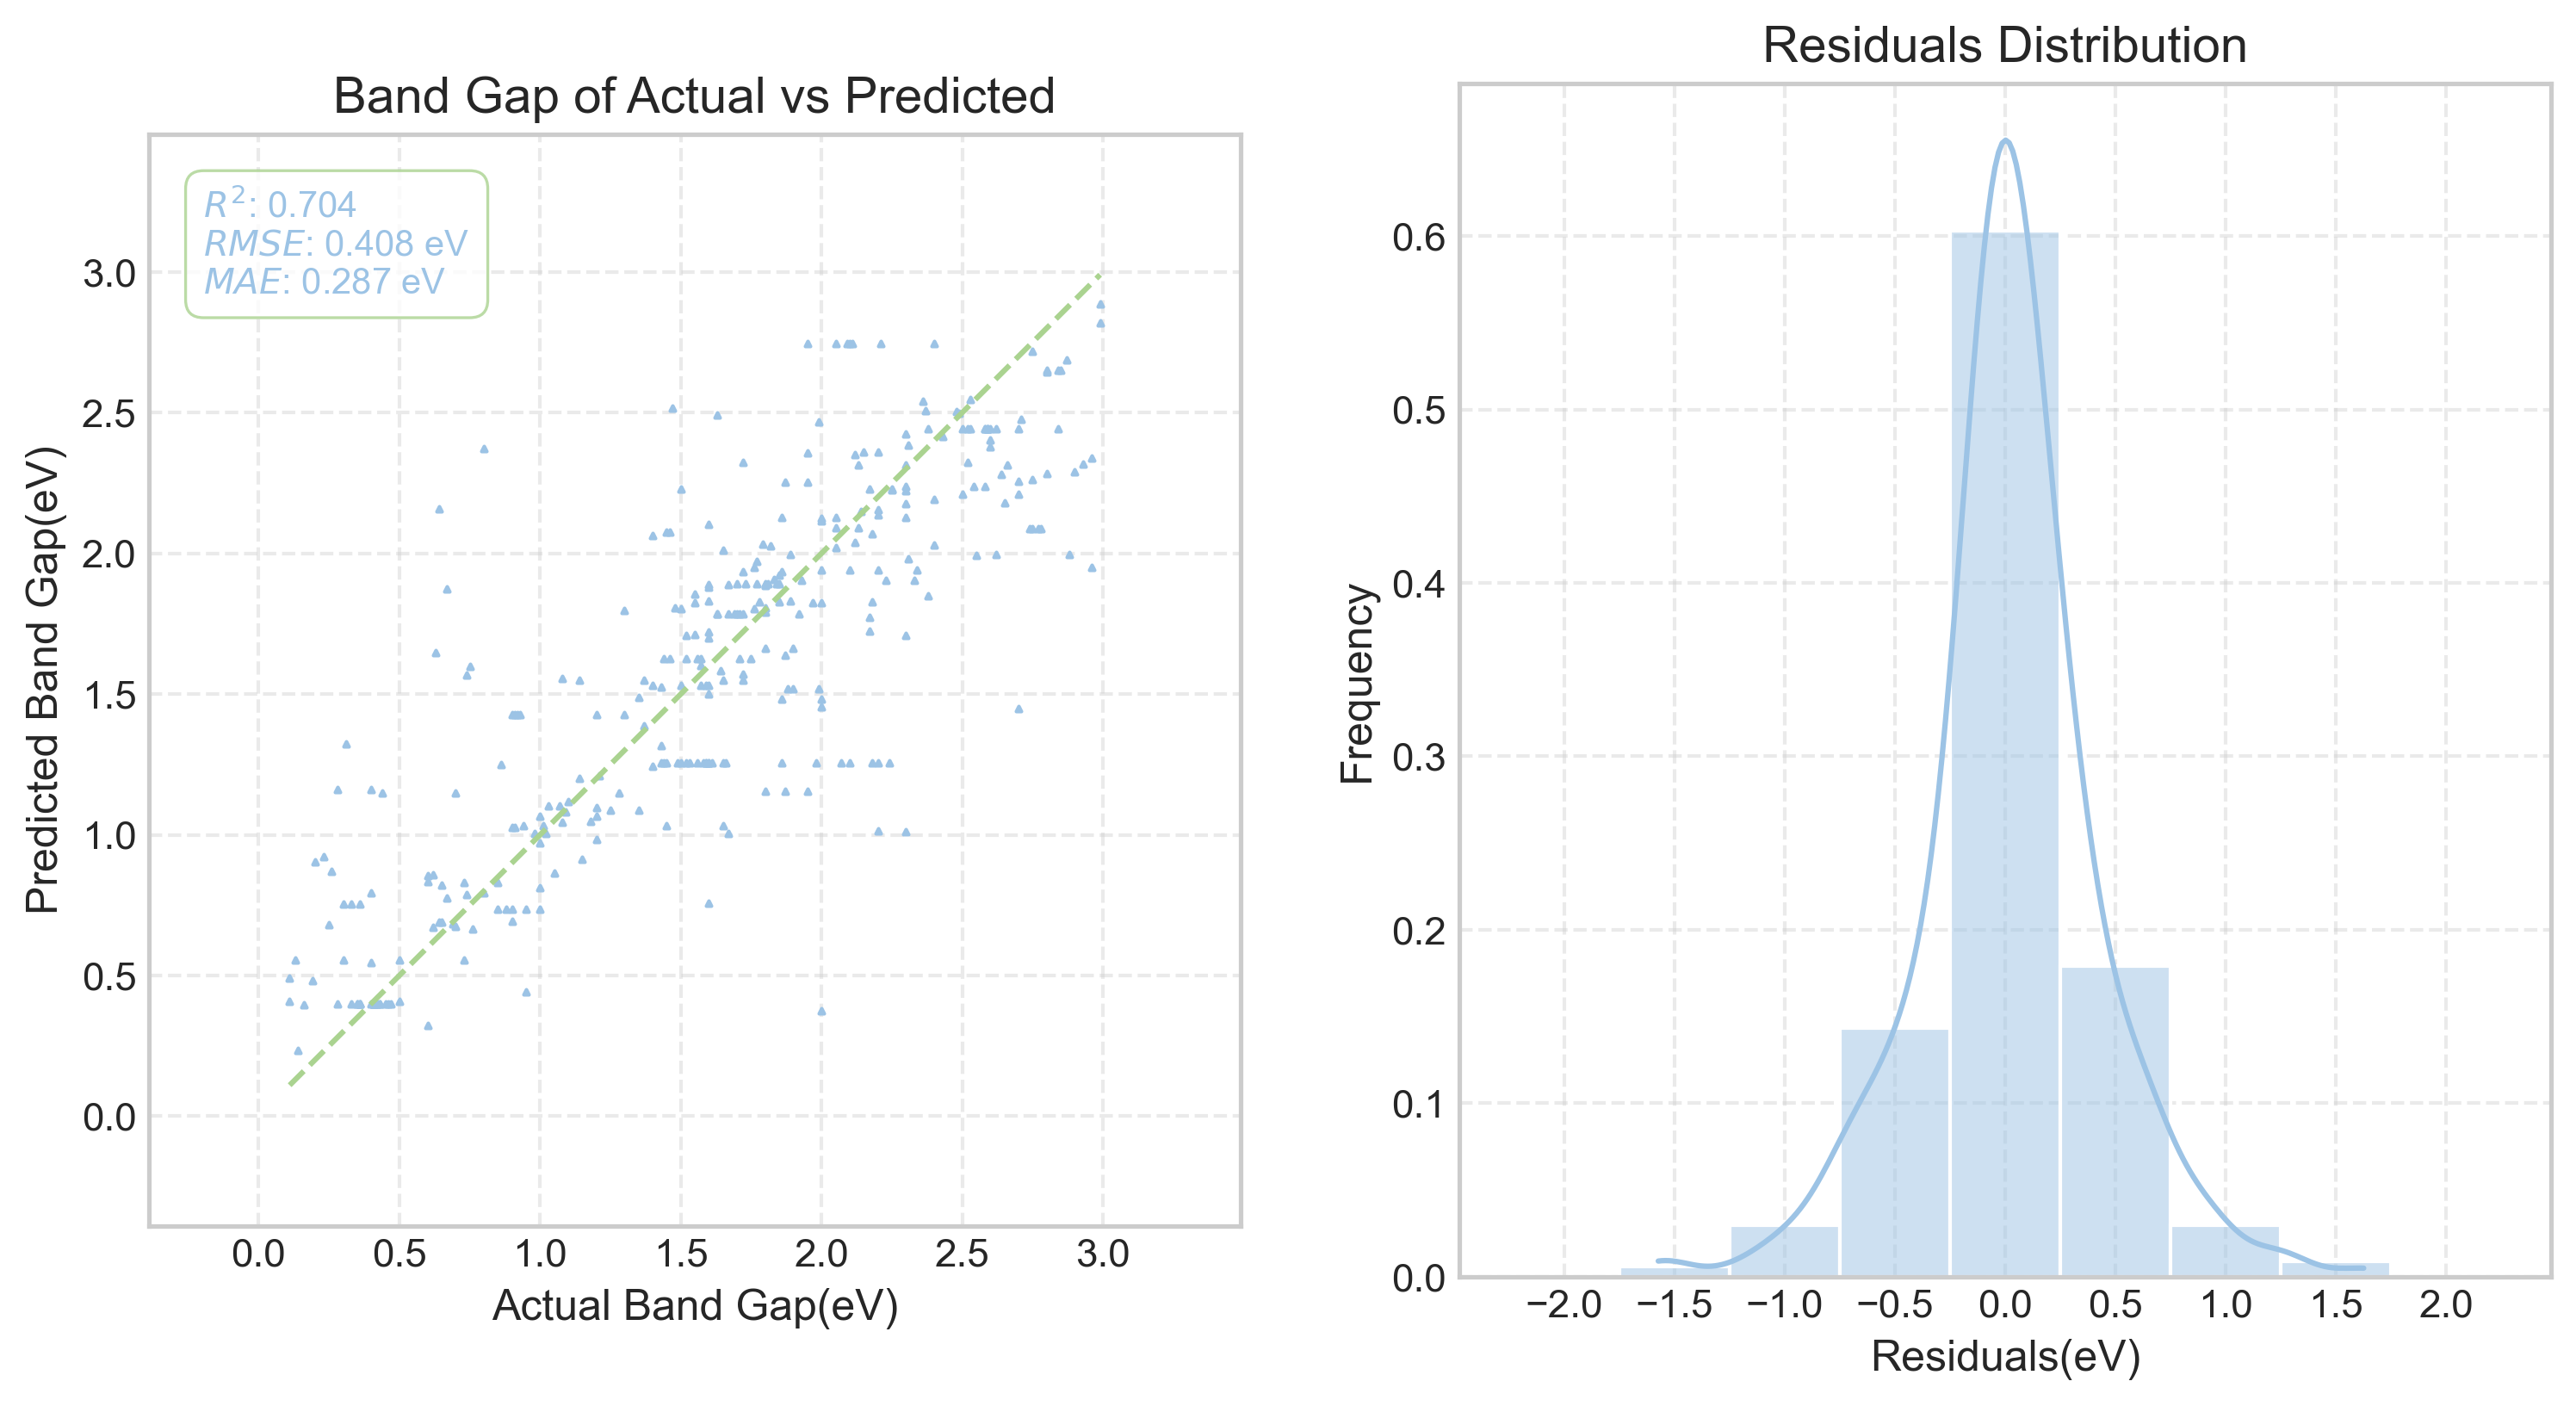 Band Gap of Actual vs Predicted
R²: 0.704
RMSE: 0.408 eV
MAE: 0.287 eV
Predicted Band Gap(eV)
3.0
2.5
2.0
1.5
1.0
0.5
0.0
0.0 0.5 1.0 1.5 2.0 2.5 3.0
Actual Band Gap(eV)
Residuals Distribution
Frequency
0.6
0.5
0.4
0.3
0.2
0.1
0.0
−2.0 −1.5 −1.0 −0.5 0.0 0.5 1.0 1.5 2.0
Residuals(eV)